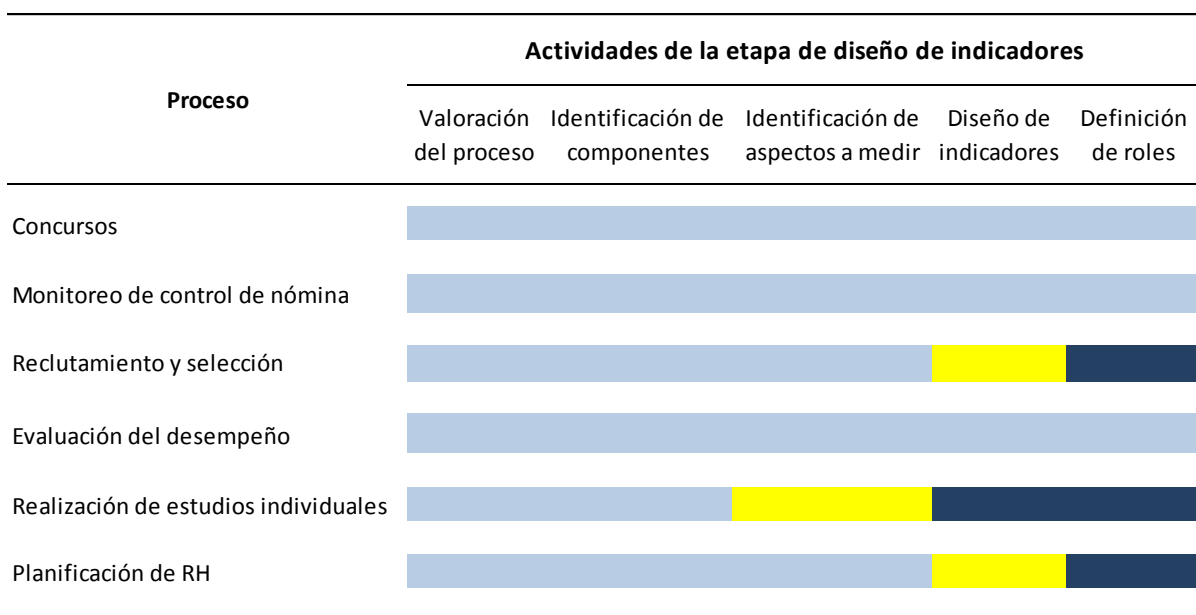 Actividades de la etapa de diseño de indicadores
Proceso
Valoración del proceso
Identificación de componentes
Identificación de aspectos a medir
Diseño de indicadores
Definición de roles
Concursos
Monitoreo de control de nómina
Reclutamiento y selección
Evaluación del desempeño
Realización de estudios individuales
Planificación de RH